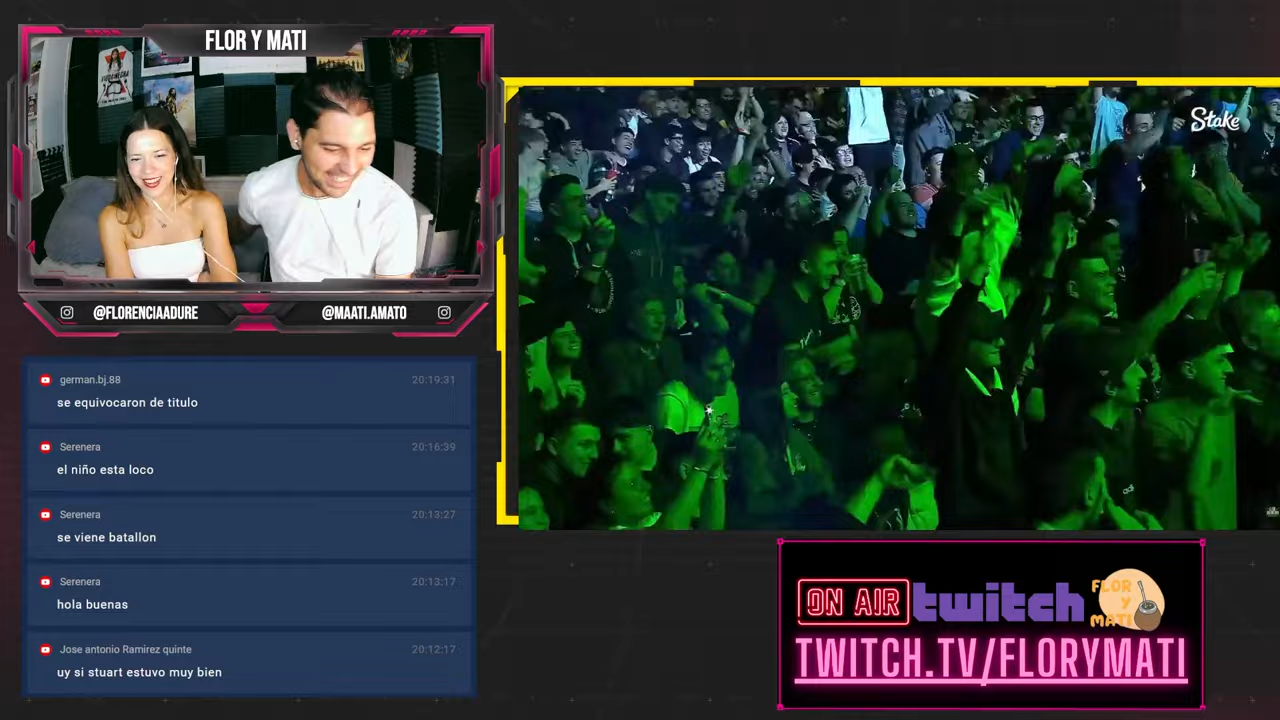 FLOR Y MATI
@FLORENCIAADURE
@MAATI.AMATO
Stake
german.bj.88
20:19:31
se equivocaron de titulo
Serenera
20:16:39
el niño esta loco
Serenera
20:13:27
se viene batallon
Serenera
20:13:17
hola buenas
Jose antonio Ramirez quinte
20:12:17
uy si stuart estuvo muy bien
ON AIR
twitch
FLOR
Y
MATI
TWITCH.TV/FLORYMATI